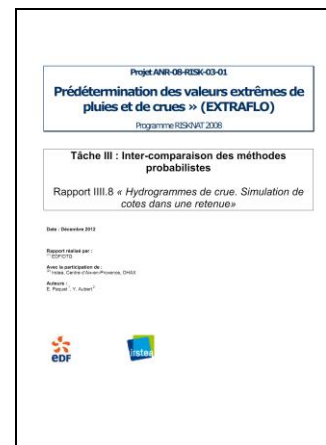 Projet ANR-08-RISK-03-01
Prédétermination des valeurs extrêmes de
pluies et de crues » (EXTRAFLO)
Programme RISKNAT 2008
Tâche III : Inter-comparaison des méthodes
probabilistes
Rapport IIII.8 « Hydrogrammes de crue. Simulation de
cotes dans une retenue»
Date : Décembre 2012
Rapport réalisé par :
EDF/DTG
Avec la participation de :
Irstea, Centre d'Aix-en-Provence, OHAX
Auteurs :
E. Paquet, Y. Aubert
edf
irstea